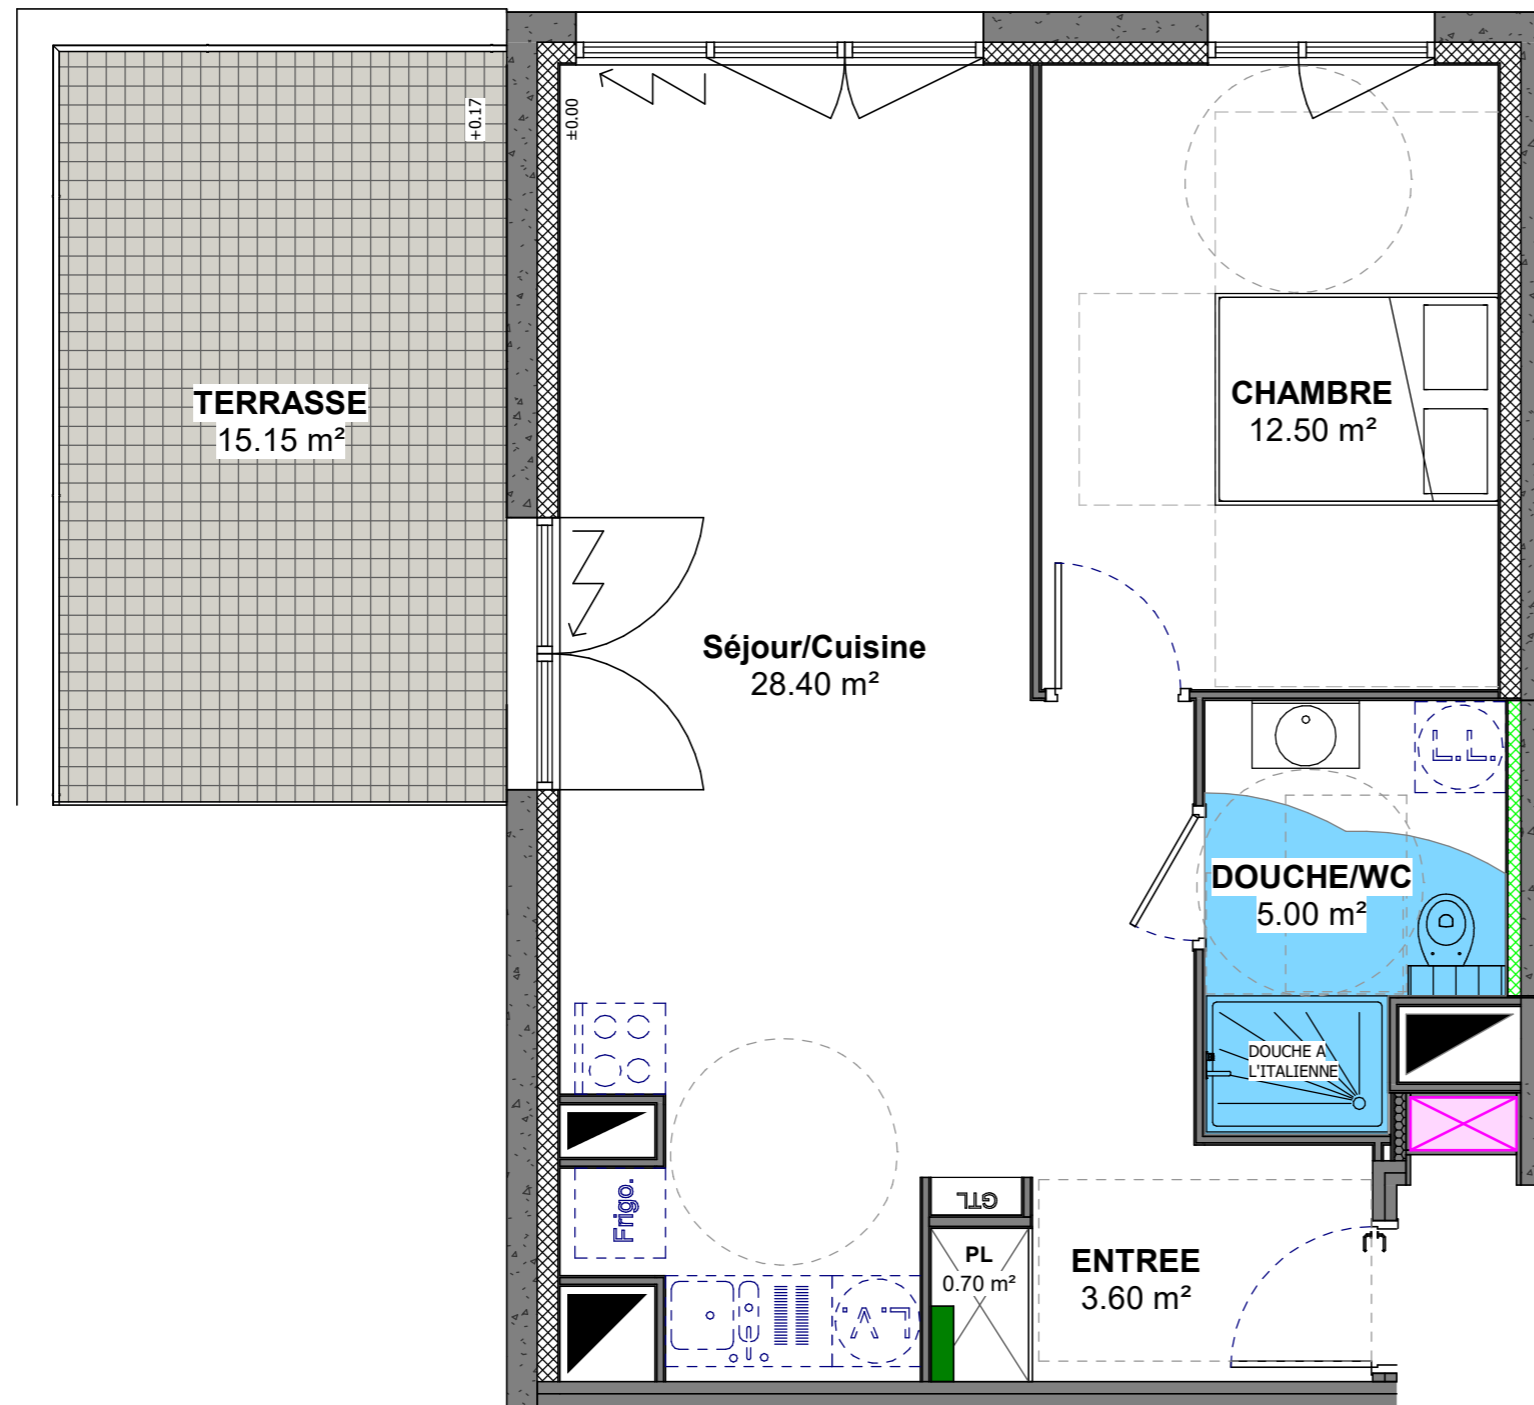 +0.17
±0.00
TERRASSE
15.15 m²
CHAMBRE
12.50 m²
Séjour/Cuisine
28.40 m²
L.L.
DOUCHE/WC
5.00 m²
DOUCHE A
L'ITALIENNE
Frigo.
GTL
PL
0.70 m²
ENTREE
3.60 m²
L.V.